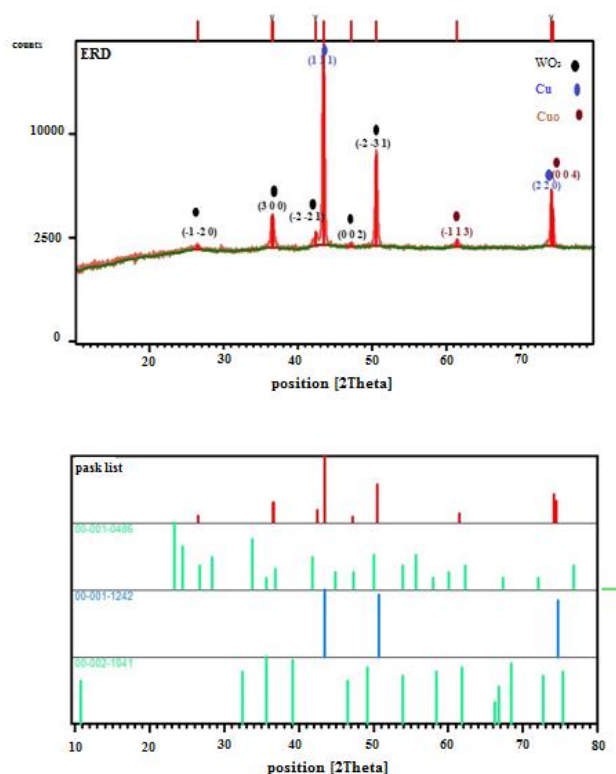 counts
ERD
10000
2500
0
(1 1 1)
WO₃
Cu
Cuo
(-2 -3 1)
(0 0 4)
(2 2 0)
(3 0 0)
(-2 -2 1)
(-1 -2 0)
(0 0 2)
(-1 1 3)
20 30 40 50 60 70
position [2Theta]
pask list
00-001-0486
00-001-1242
00-002-1041
10 20 30 40 50 60 70 80
position [2Theta]